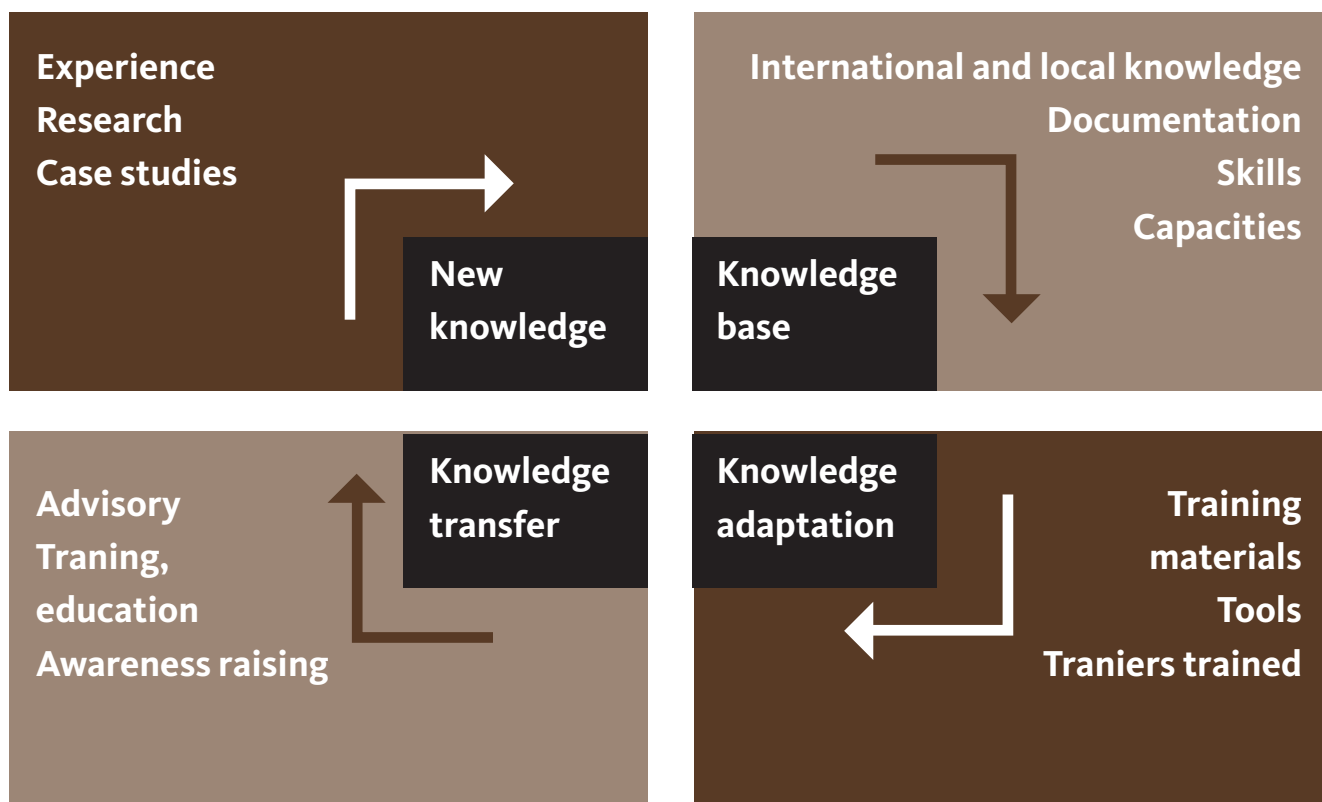 Experience
Research
Case studies
New
knowledge
International and local knowledge
Documentation
Skills
Capacities
Knowledge
base
Advisory
Traning,
education
Awareness raising
Knowledge
transfer
Knowledge
adaptation
Training
materials
Tools
Traniers trained